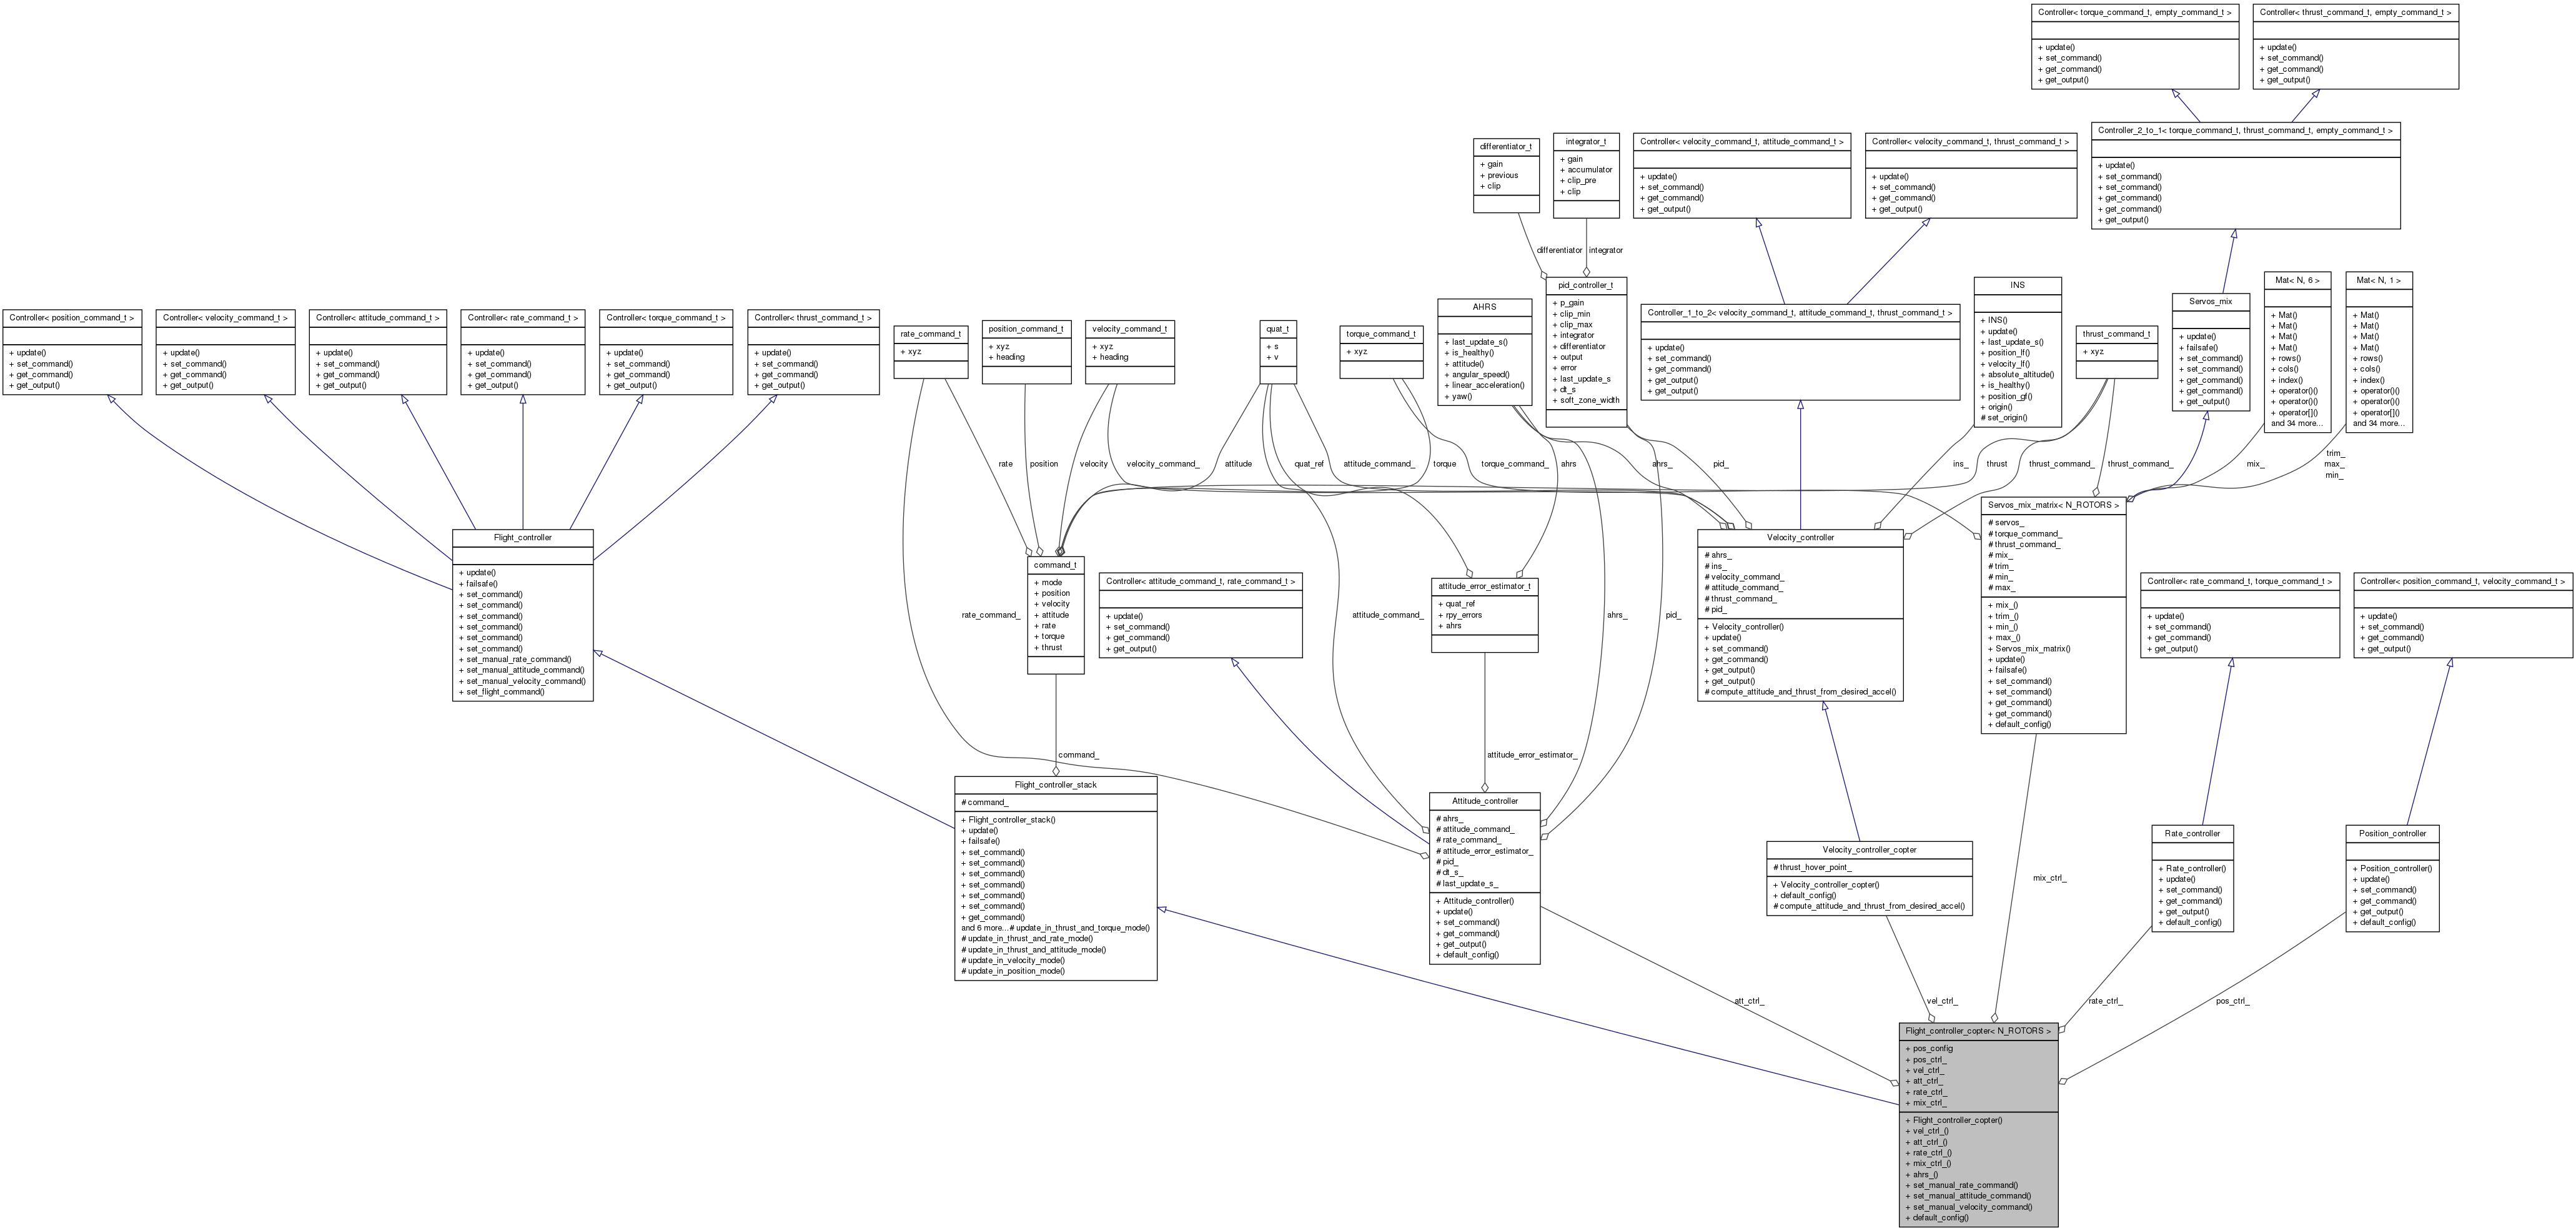 Controller< torque_command_t, empty_command_t >
+ update()
+ set_command()
+ get_command()
+ get_output()
Controller< thrust_command_t, empty_command_t >
+ update()
+ set_command()
+ get_command()
+ get_output()
Controller_2_to_1< torque_command_t, thrust_command_t, empty_command_t >
+ update()
+ set_command()
+ set_command()
+ get_command()
+ get_command()
+ get_output()
differentiator_t
+ gain
+ previous
+ clip
integrator_t
+ gain
+ accumulator
+ clip_pre
+ clip
Controller< velocity_command_t, attitude_command_t >
+ update()
+ set_command()
+ get_command()
+ get_output()
Controller< velocity_command_t, thrust_command_t >
+ update()
+ set_command()
+ get_command()
+ get_output()
differentiator
integrator
Controller< position_command_t >
+ update()
+ set_command()
+ get_command()
+ get_output()
Controller< velocity_command_t >
+ update()
+ set_command()
+ get_command()
+ get_output()
Controller< attitude_command_t >
+ update()
+ set_command()
+ get_command()
+ get_output()
Controller< rate_command_t >
+ update()
+ set_command()
+ get_command()
+ get_output()
Controller< torque_command_t >
+ update()
+ set_command()
+ get_command()
+ get_output()
Controller< thrust_command_t >
+ update()
+ set_command()
+ get_command()
+ get_output()
rate_command_t
+ xyz
position_command_t
+ xyz
+ heading
velocity_command_t
+ xyz
+ heading
quat_t
+ s
+ v
torque_command_t
+ xyz
AHRS
+ last_update_s()
+ is_healthy()
+ attitude()
+ angular_speed()
+ linear_acceleration()
+ yaw()
pid_controller_t
+ p_gain
+ clip_min
+ clip_max
+ integrator
+ differentiator
+ output
+ error
+ last_update_s
+ dt_s
+ soft_zone_width
Controller_1_to_2< velocity_command_t, attitude_command_t, thrust_command_t >
+ update()
+ set_command()
+ get_command()
+ get_output()
+ get_output()
INS
+ INS()
+ update()
+ last_update_s()
+ position_lf()
+ velocity_lf()
+ absolute_altitude()
+ is_healthy()
+ position_gf()
+ origin()
# set_origin()
thrust_command_t
+ xyz
Servos_mix
+ update()
+ failsafe()
+ set_command()
+ set_command()
+ get_command()
+ get_command()
+ get_output()
Mat< N, 6 >
+ Mat()
+ Mat()
+ Mat()
+ Mat()
+ rows()
+ cols()
+ index()
+ operator()()
+ operator()()
+ operator[]()
and 34 more...
Mat< N, 1 >
+ Mat()
+ Mat()
+ Mat()
+ Mat()
+ rows()
+ cols()
+ index()
+ operator()()
+ operator()()
+ operator[]()
and 34 more...
rate
position
velocity
velocity_command_
attitude
quat_ref
attitude_command_
torque
torque_command_
ahrs
ahrs_
pid_
ins_
thrust
thrust_command_
thrust_command_
mix_
trim_
max_
min_
Flight_controller
+ update()
+ failsafe()
+ set_command()
+ set_command()
+ set_command()
+ set_command()
+ set_command()
+ set_command()
+ set_manual_rate_command()
+ set_manual_attitude_command()
+ set_manual_velocity_command()
+ set_flight_command()
rate_command_
command_t
+ mode
+ position
+ velocity
+ attitude
+ rate
+ torque
+ thrust
Controller< attitude_command_t, rate_command_t >
+ update()
+ set_command()
+ get_command()
+ get_output()
attitude_command_
attitude_error_estimator_t
+ quat_ref
+ rpy_errors
+ ahrs
ahrs_
pid_
Velocity_controller
# ahrs_
# ins_
# velocity_command_
# attitude_command_
# thrust_command_
# pid_
+ Velocity_controller()
+ update()
+ set_command()
+ get_command()
+ get_output()
+ get_output()
# compute_attitude_and_thrust_from_desired_accel()
Servos_mix_matrix< N_ROTORS >
# servos_
# torque_command_
# thrust_command_
# mix_
# trim_
# min_
# max_
+ mix_()
+ trim_()
+ min_()
+ max_()
+ Servos_mix_matrix()
+ update()
+ failsafe()
+ set_command()
+ set_command()
+ get_command()
+ get_command()
+ default_config()
Controller< rate_command_t, torque_command_t >
+ update()
+ set_command()
+ get_command()
+ get_output()
Controller< position_command_t, velocity_command_t >
+ update()
+ set_command()
+ get_command()
+ get_output()
command_
attitude_error_estimator_
Flight_controller_stack
# command_
+ Flight_controller_stack()
+ update()
+ failsafe()
+ set_command()
+ set_command()
+ set_command()
+ set_command()
+ set_command()
+ set_command()
+ get_command()
and 6 more...# update_in_thrust_and_torque_mode()
# update_in_thrust_and_rate_mode()
# update_in_thrust_and_attitude_mode()
# update_in_velocity_mode()
# update_in_position_mode()
Attitude_controller
# ahrs_
# attitude_command_
# rate_command_
# attitude_error_estimator_
# pid_
# dt_s_
# last_update_s_
+ Attitude_controller()
+ update()
+ set_command()
+ get_command()
+ get_output()
+ default_config()
Velocity_controller_copter
# thrust_hover_point_
+ Velocity_controller_copter()
+ default_config()
# compute_attitude_and_thrust_from_desired_accel()
mix_ctrl_
Rate_controller
+ Rate_controller()
+ update()
+ set_command()
+ get_command()
+ get_output()
+ default_config()
Position_controller
+ Position_controller()
+ update()
+ set_command()
+ get_command()
+ get_output()
+ default_config()
att_ctrl_
vel_ctrl_
rate_ctrl_
pos_ctrl_
Flight_controller_copter< N_ROTORS >
+ pos_config
+ pos_ctrl_
+ vel_ctrl_
+ att_ctrl_
+ rate_ctrl_
+ mix_ctrl_
+ Flight_controller_copter()
+ vel_ctrl_()
+ att_ctrl_()
+ rate_ctrl_()
+ mix_ctrl_()
+ ahrs_()
+ set_manual_rate_command()
+ set_manual_attitude_command()
+ set_manual_velocity_command()
+ default_config()